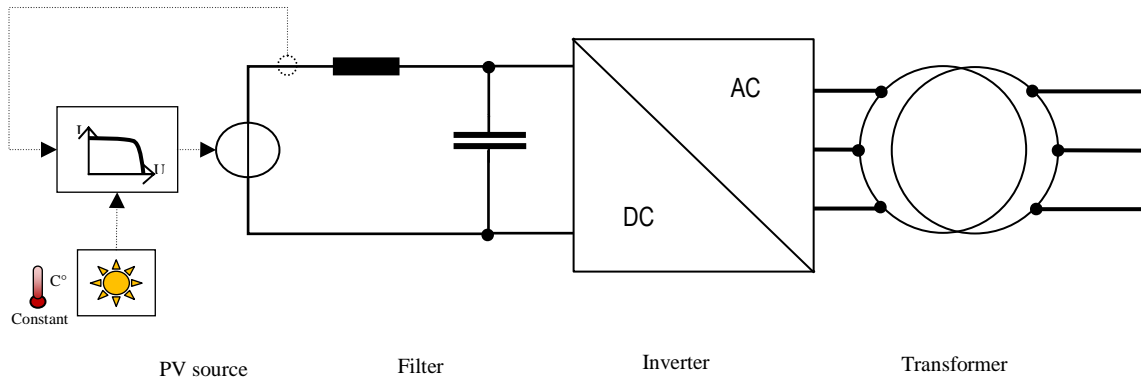 I
U
AC
DC
C°
Constant
PV source
Filter
Inverter
Transformer